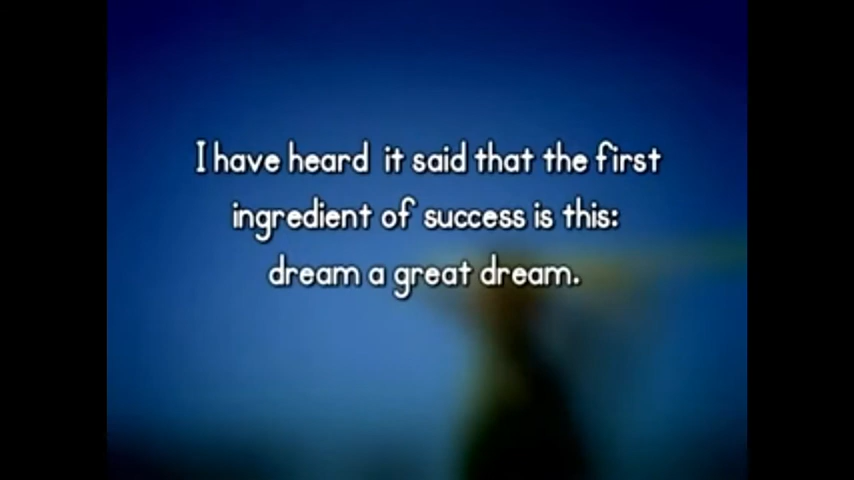 I have heard it said that the first
ingredient of success is this:
dream a great dream.